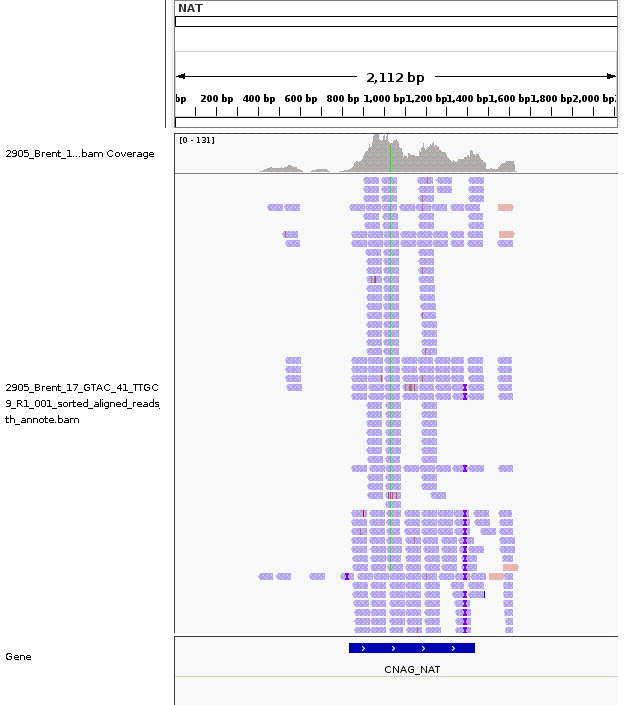 NAT
2,112 bp
bp 200 bp 400 bp 600 bp 800 bp 1,000 bp 1,200 bp 1,400 bp 1,600 bp 1,800 bp 2,000 bp
[0 - 131]
2905_Brent_1...bam Coverage
2905_Brent_17_GTAC_41_TTGC
9_R1_001_sorted_aligned_reads_
th_annote.bam
Gene
CNAG_NAT